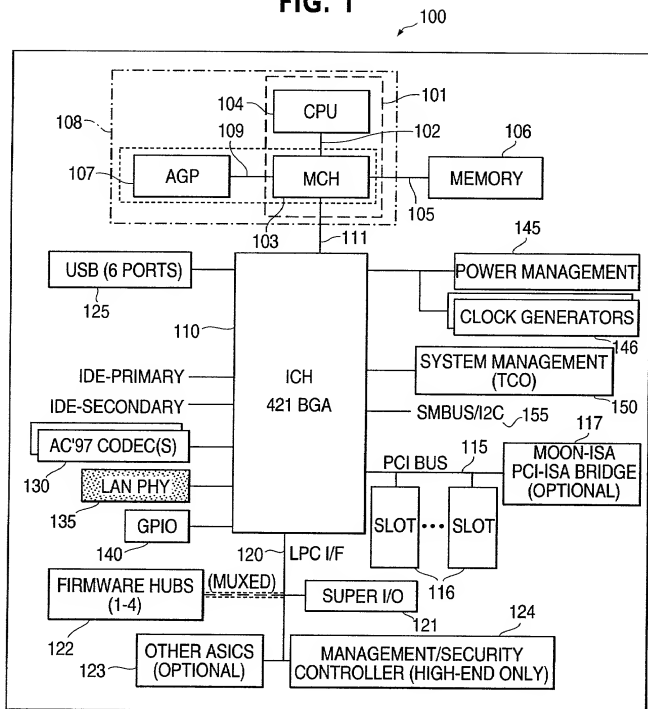 FIG. 1
100
101
104
CPU
108
102
109
106
107
AGP
MCH
MEMORY
103
105
111
145
USB (6 PORTS)
POWER MANAGEMENT
125
110
CLOCK GENERATORS
146
IDE-PRIMARY
ICH
SYSTEM MANAGEMENT
(TCO)
150
IDE-SECONDARY
421 BGA
SMBUS/I2C
155
117
AC'97 CODEC(S)
130
PCI BUS
115
MOON-ISA
PCI-ISA BRIDGE
(OPTIONAL)
LAN PHY
135
SLOT
•••
SLOT
GPIO
140
120
LPC I/F
116
(MUXED)
FIRMWARE HUBS
(1-4)
SUPER I/O
122
121
124
OTHER ASICS
(OPTIONAL)
123
MANAGEMENT/SECURITY
CONTROLLER (HIGH-END ONLY)